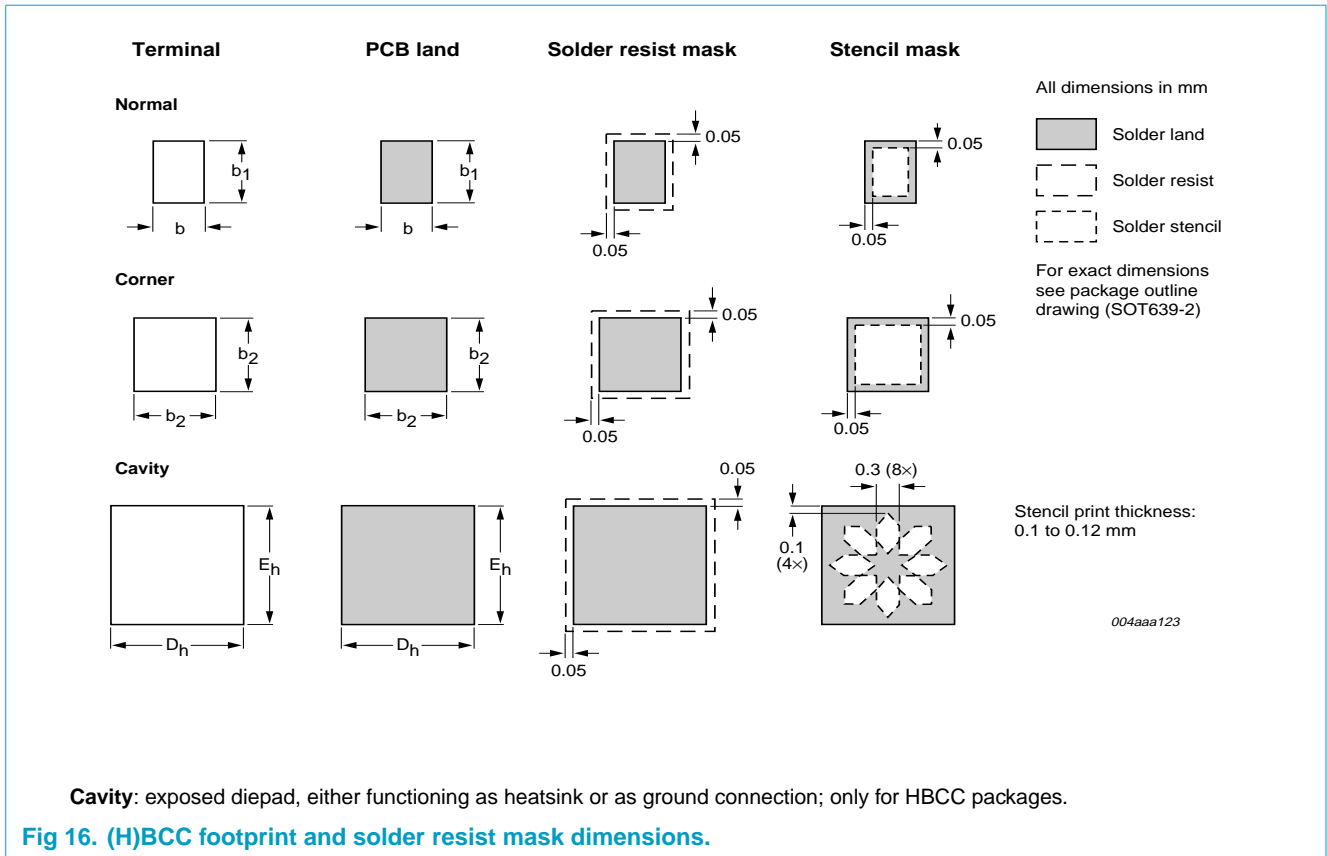 Terminal PCB land Solder resist mask Stencil mask
All dimensions in mm
Solder land
Solder resist
Solder stencil
For exact dimensions
see package outline
drawing (SOT639-2)
Normal
b1
b
b1
b
0.05
0.05
0.05
0.05
Corner
b2
b2
b2
b2
0.05
0.05
0.05
0.05
Cavity
Eh
Dh
Eh
Dh
0.05
0.05
0.3 (8×)
0.1
(4×)
Stencil print thickness:
0.1 to 0.12 mm
004aaa123
Cavity: exposed diepad, either functioning as heatsink or as ground connection; only for HBCC packages.
Fig 16. (H)BCC footprint and solder resist mask dimensions.